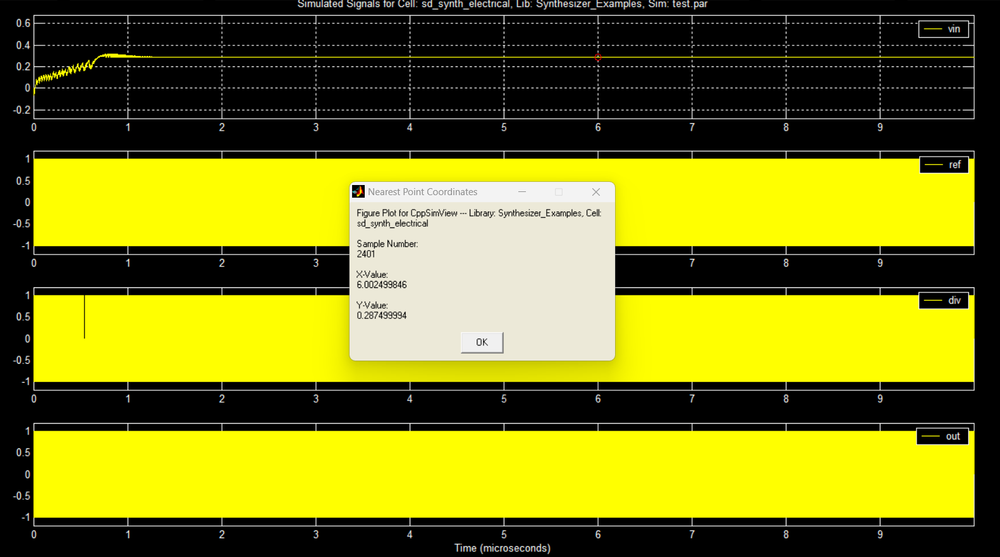 Simulated Signals for Cell: sd_synth_electrical, Lib: Synthesizer_Examples, Sim: test.par
0.6
0.4
0.2
0
-0.2
vin
0 1 2 3 4 5 6 7 8 9
1
0.5
0
-0.5
-1
ref
0 1 2 3 4 5 6 7 8 9
Nearest Point Coordinates
Figure Plot for CppSimView --- Library: Synthesizer_Examples, Cell:
sd_synth_electrical
Sample Number:
2401
X-Value:
6.002499846
Y-Value:
0.287499994
OK
1
0.5
0
-0.5
-1
div
0 1 2 3 4 5 6 7 8 9
1
0.5
0
-0.5
-1
out
0 1 2 3 4 5 6 7 8 9
Time (microseconds)